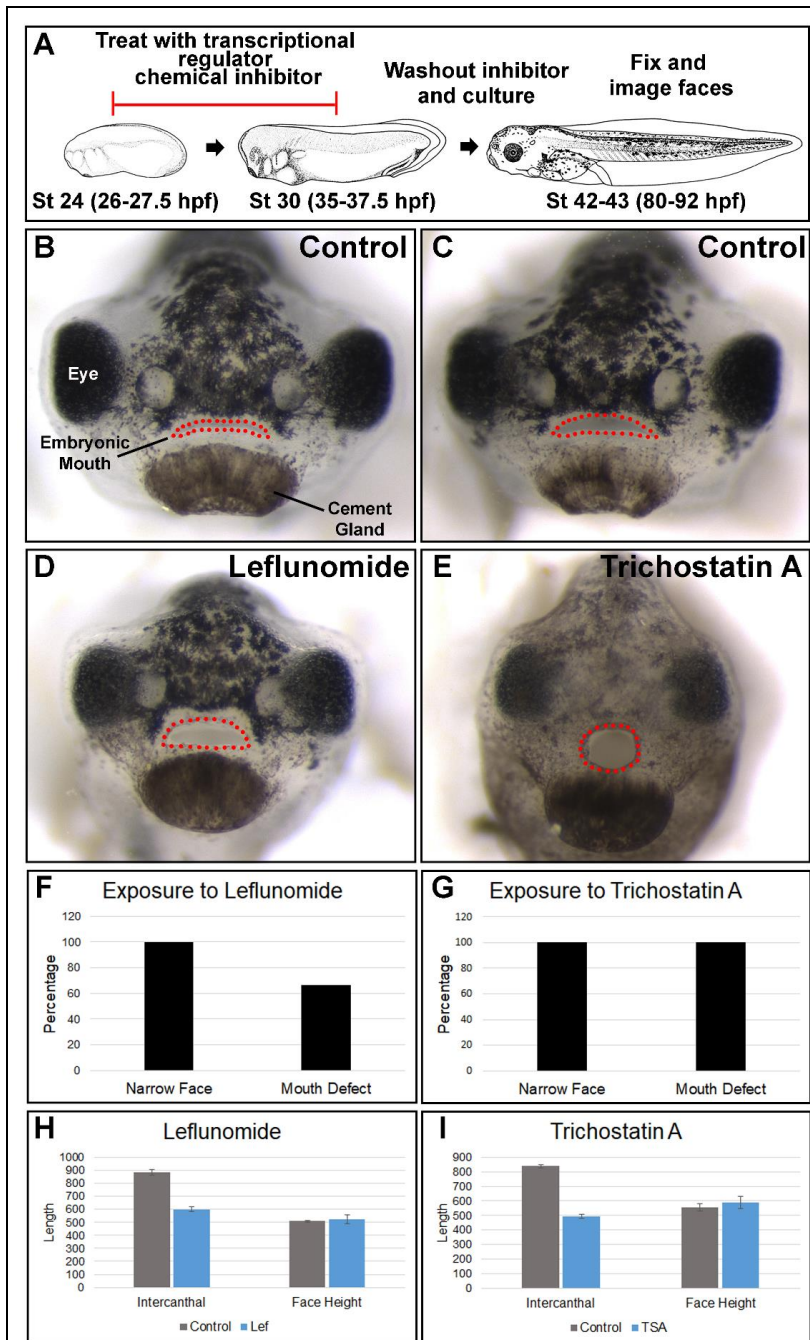 A
Treat with transcriptional
regulator
chemical inhibitor
Washout inhibitor
and culture
Fix and
image faces
St 24 (26-27.5 hpf)
St 30 (35-37.5 hpf)
St 42-43 (80-92 hpf)
B
Control
Eye
Embryonic
Mouth
Cement
Gland
C
Control
D
Leflunomide
E
Trichostatin A
F
Exposure to Leflunomide
Percentage
120
100
80
60
40
20
0
Narrow Face
Mouth Defect
G
Exposure to Trichostatin A
Percentage
120
100
80
60
40
20
0
Narrow Face
Mouth Defect
H
Leflunomide
Length
1000
900
800
700
600
500
400
300
200
100
0
Intercanthal
Face Height
Control
Lef
I
Trichostatin A
Length
900
800
700
600
500
400
300
200
100
0
Intercanthal
Face Height
Control
TSA